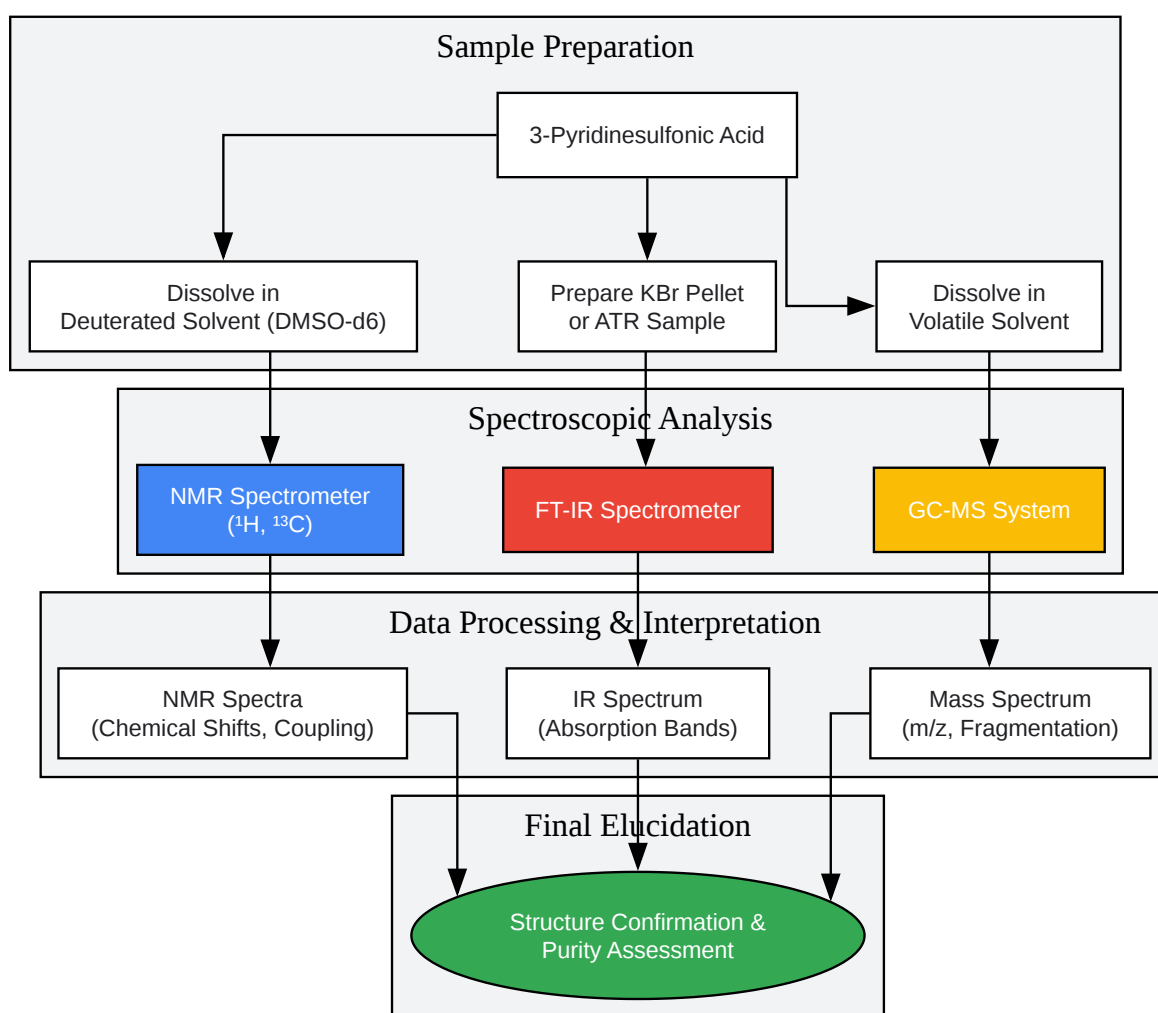 Sample Preparation
3-Pyridinesulfonic Acid
Dissolve in
Deuterated Solvent (DMSO-d6)
Prepare KBr Pellet
or ATR Sample
Dissolve in
Volatile Solvent
Spectroscopic Analysis
NMR Spectrometer
(¹H, ¹³C)
FT-IR Spectrometer
GC-MS System
Data Processing & Interpretation
NMR Spectra
(Chemical Shifts, Coupling)
IR Spectrum
(Absorption Bands)
Mass Spectrum
(m/z, Fragmentation)
Final Elucidation
Structure Confirmation &
Purity Assessment